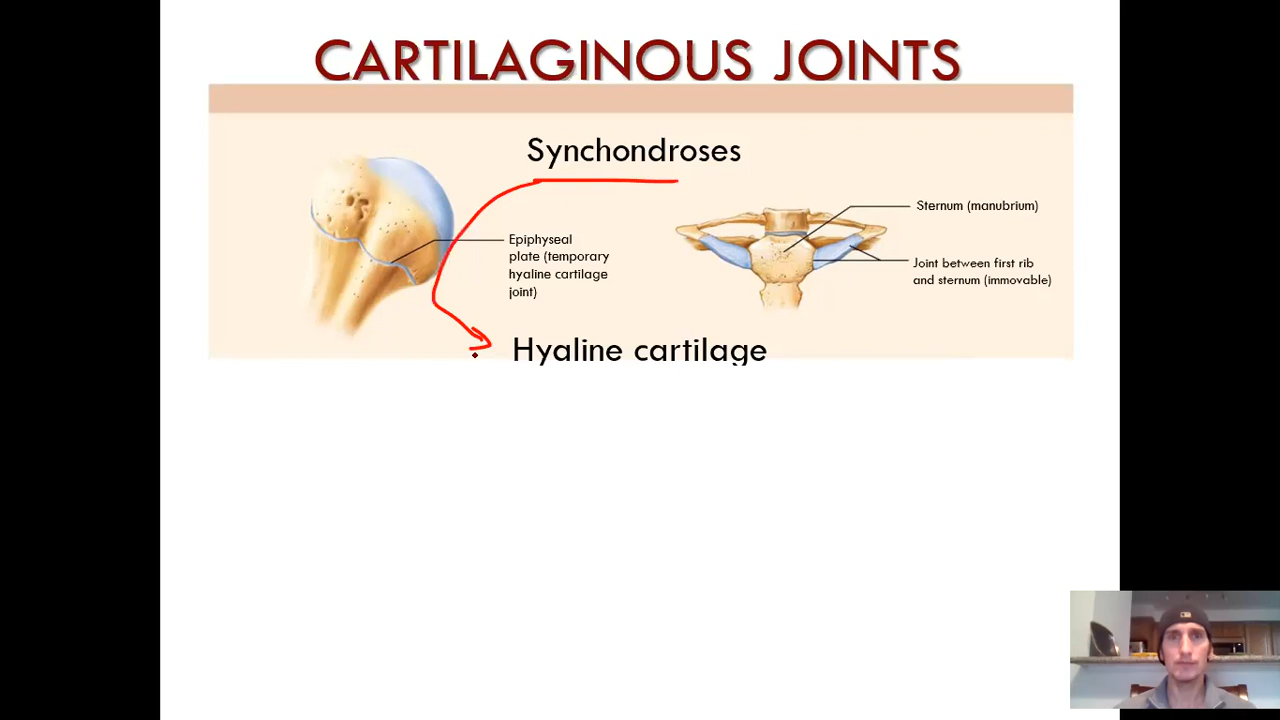 CARTILAGINOUS JOINTS
Synchondroses
Epiphyseal
plate (temporary
hyaline cartilage
joint)
Sternum (manubrium)
Joint between first rib
and sternum (immovable)
Hyaline cartilage